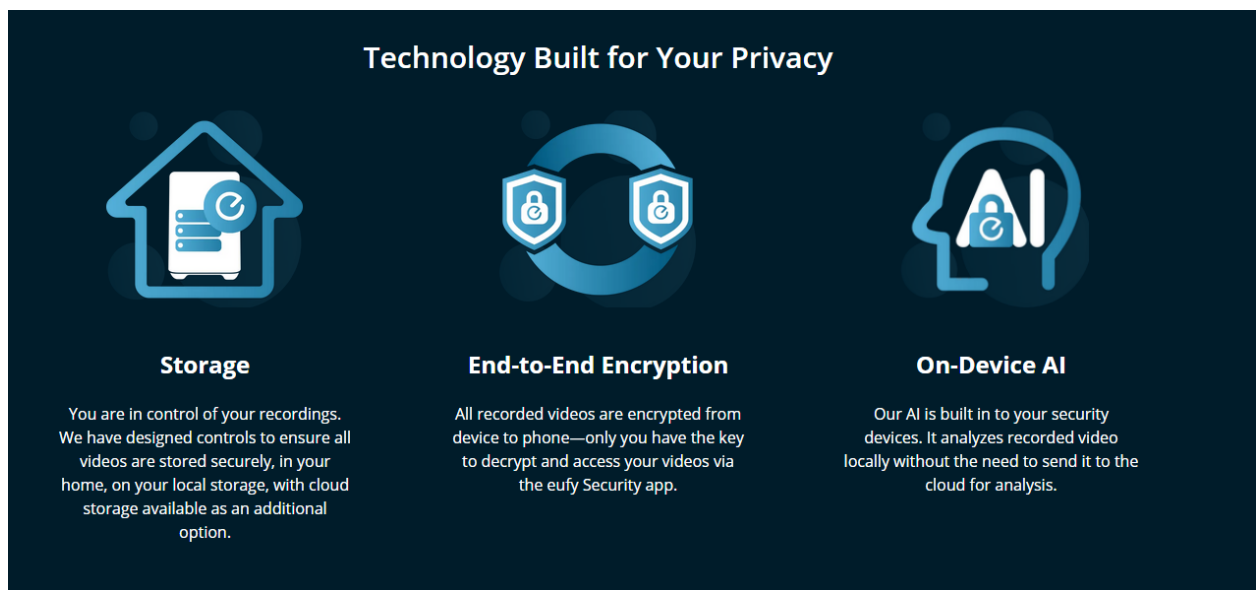 Technology Built for Your Privacy
AI
Storage
You are in control of your recordings.
We have designed controls to ensure all
videos are stored securely, in your
home, on your local storage, with cloud
storage available as an additional
option.
End-to-End Encryption
All recorded videos are encrypted from
device to phone—only you have the key
to decrypt and access your videos via
the eufy Security app.
On-Device AI
Our AI is built in to your security
devices. It analyzes recorded video
locally without the need to send it to the
cloud for analysis.